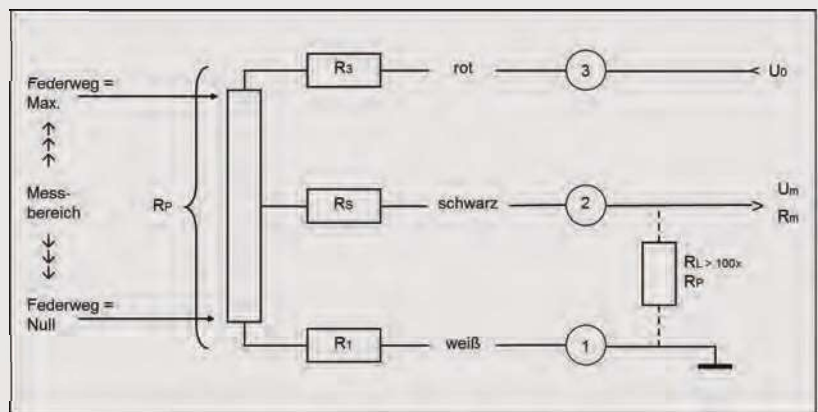 Federweg =
Max.
↑
↑
↑
Mess-
bereich
↓
↓
↓
Federweg =
Null
RP
R3
rot
3
U0
RS
schwarz
2
Um
Rm
RL > 100x
RP
R1
weiß
1